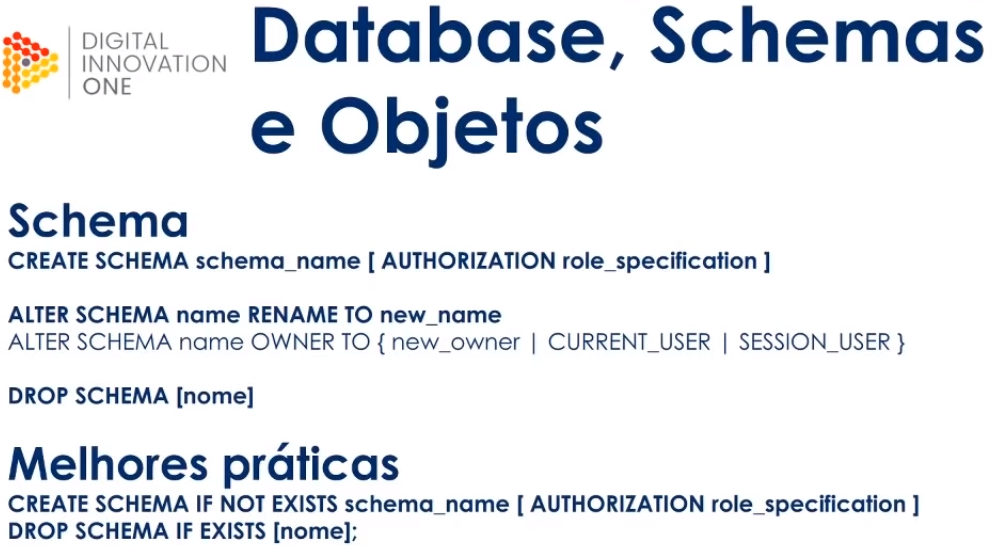 DIGITAL
INNOVATION
ONE
Database, Schemas
e Objetos
Schema
CREATE SCHEMA schema_name [ AUTHORIZATION role_specification ]
ALTER SCHEMA name RENAME TO new_name
ALTER SCHEMA name OWNER TO { new_owner | CURRENT_USER | SESSION_USER }
DROP SCHEMA [nome]
Melhores práticas
CREATE SCHEMA IF NOT EXISTS schema_name [ AUTHORIZATION role_specification ]
DROP SCHEMA IF EXISTS [nome];